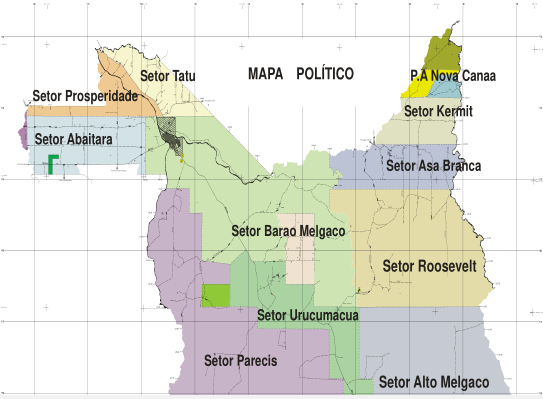 MAPA POLÍTICO
Setor Tatu
P.A Nova Canaa
Setor Prosperidade
Setor Kermit
Setor Abaitara
Setor Asa Branca
Setor Barao Melgaco
Setor Roosevelt
Setor Urucumacua
Setor Parecis
Setor Alto Melgaco